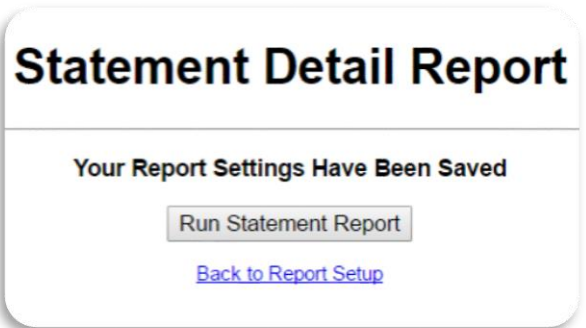 Statement Detail Report
Your Report Settings Have Been Saved
Run Statement Report
Back to Report Setup